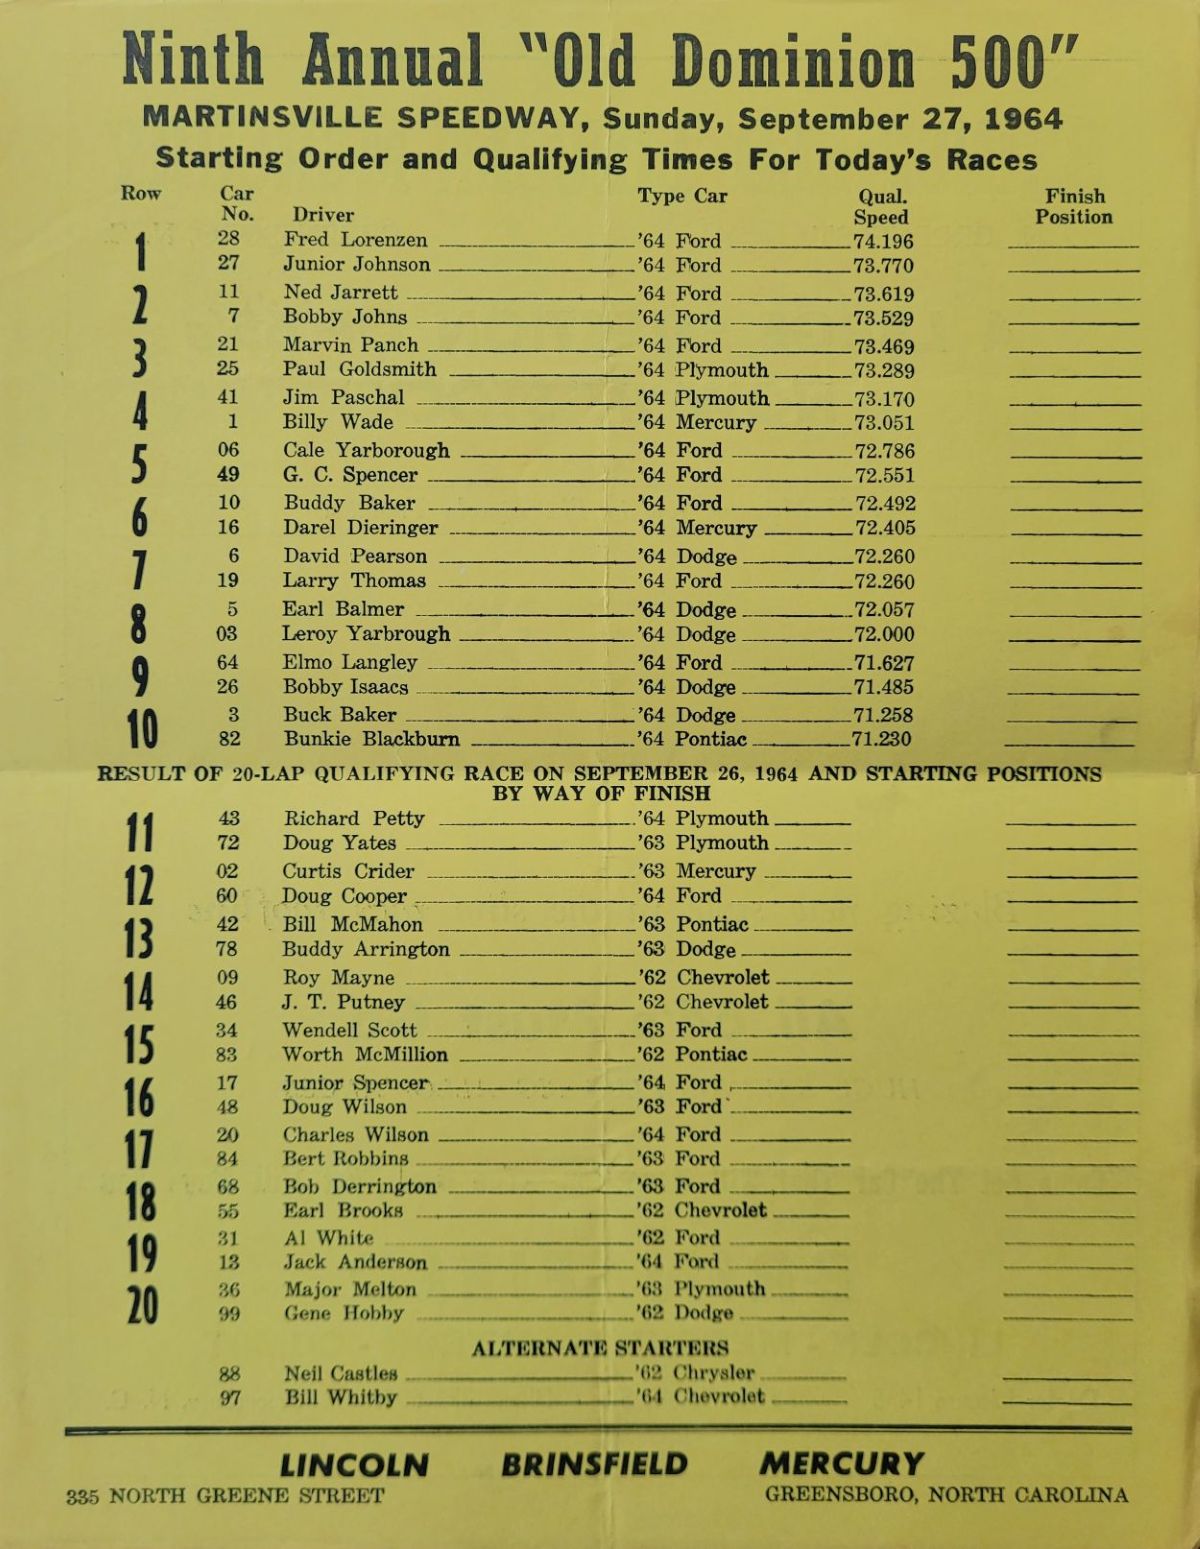 Ninth Annual "Old Dominion 500"
MARTINSVILLE SPEEDWAY, Sunday, September 27, 1964
Starting Order and Qualifying Times For Today's Races
Row Car No. Driver Type Car Qual. Speed Finish Position
1 28 Fred Lorenzen '64 Ford 74.196
27 Junior Johnson '64 Ford 73.770
2 11 Ned Jarrett '64 Ford 73.619
7 Bobby Johns '64 Ford 73.529
3 21 Marvin Panch '64 Ford 73.469
25 Paul Goldsmith '64 Plymouth 73.289
4 41 Jim Paschal '64 Plymouth 73.170
1 Billy Wade '64 Mercury 73.051
5 06 Cale Yarborough '64 Ford 72.786
49 G. C. Spencer '64 Ford 72.551
6 10 Buddy Baker '64 Ford 72.492
16 Darel Dieringer '64 Mercury 72.405
7 6 David Pearson '64 Dodge 72.260
19 Larry Thomas '64 Ford 72.260
8 5 Earl Balmer '64 Dodge 72.057
03 Leroy Yarbrough '64 Dodge 72.000
9 64 Elmo Langley '64 Ford 71.627
26 Bobby Isaacs '64 Dodge 71.485
10 3 Buck Baker '64 Dodge 71.258
82 Bunkie Blackburn '64 Pontiac 71.230
RESULT OF 20-LAP QUALIFYING RACE ON SEPTEMBER 26, 1964 AND STARTING POSITIONS
BY WAY OF FINISH
11 43 Richard Petty '64 Plymouth
72 Doug Yates '63 Plymouth
12 02 Curtis Crider '63 Mercury
60 Doug Cooper '64 Ford
13 42 Bill McMahon '63 Pontiac
78 Buddy Arrington '63 Dodge
14 09 Roy Mayne '62 Chevrolet
46 J. T. Putney '62 Chevrolet
15 34 Wendell Scott '63 Ford
83 Worth McMillion '62 Pontiac
16 17 Junior Spencer '64 Ford
48 Doug Wilson '63 Ford
17 20 Charles Wilson '64 Ford
84 Bert Robbins '63 Ford
18 68 Bob Derrington '63 Ford
55 Earl Brooks '62 Chevrolet
19 31 Al White '62 Ford
13 Jack Anderson '64 Ford
20 36 Major Melton '63 Plymouth
99 Gene Hobby '62 Dodge
ALTERNATE STARTERS
88 Neil Castles '62 Chrysler
97 Bill Whitby '64 Chevrolet
LINCOLN BRINSFIELD MERCURY
335 NORTH GREENE STREET GREENSBORO, NORTH CAROLINA